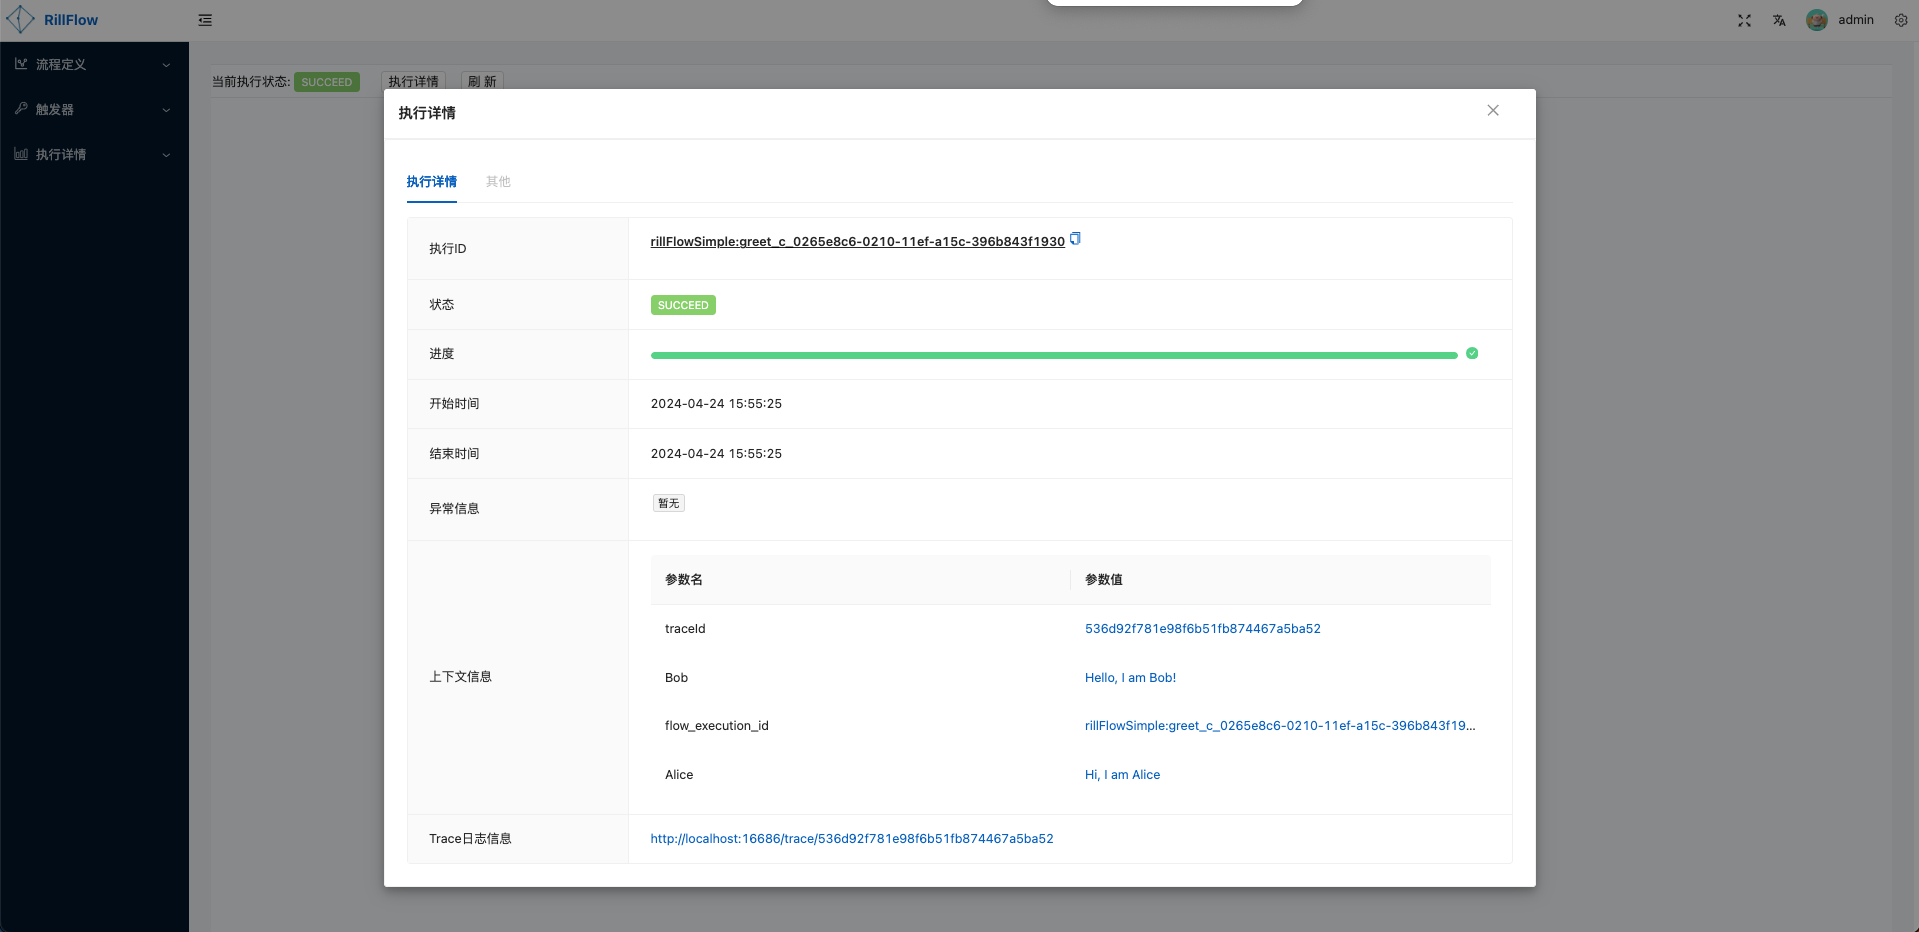 RillFlow
admin
流程定义
触发器
执行详情
当前执行状态: SUCCEED 执行详情 刷 新
执行详情
执行详情 其他
执行ID rillFlowSimple:greet_c_0265e8c6-0210-11ef-a15c-396b843f1930
状态 SUCCEED
进度
开始时间 2024-04-24 15:55:25
结束时间 2024-04-24 15:55:25
异常信息 暂无
上下文信息
参数名 参数值
traceId 536d92f781e98f6b51fb874467a5ba52
Bob Hello, I am Bob!
flow_execution_id rillFlowSimple:greet_c_0265e8c6-0210-11ef-a15c-396b843f19...
Alice Hi, I am Alice
Trace日志信息 http://localhost:16686/trace/536d92f781e98f6b51fb874467a5ba52